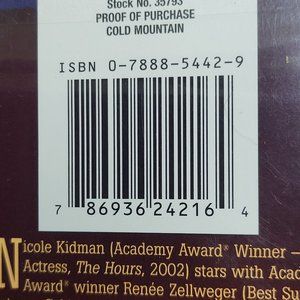 Stock No. 35793
PROOF OF PURCHASE
COLD MOUNTAIN
ISBN 0-7888-5442-9
7 86936 24216 4
Nicole Kidman (Academy Award® Winner –
Actress, The Hours, 2002) stars with Acad
Award® winner Renée Zellweger (Best Su